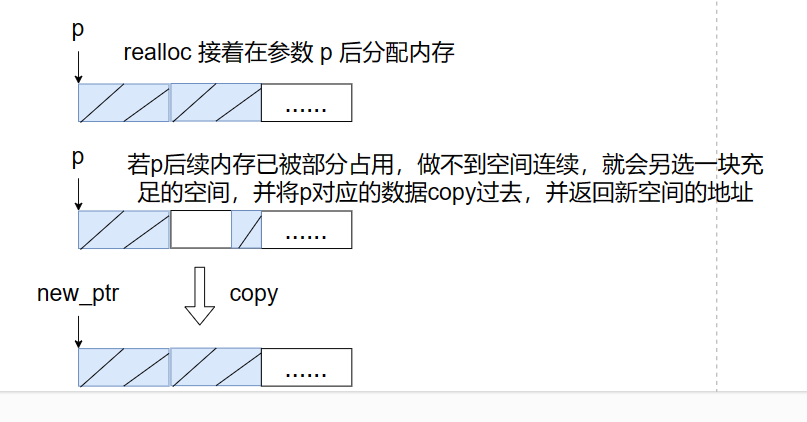 p
realloc 接着在参数 p 后分配内存
......
p
若p后续内存已被部分占用，做不到空间连续，就会另选一块充
足的空间，并将p对应的数据copy过去，并返回新空间的地址
......
new_ptr
copy
......